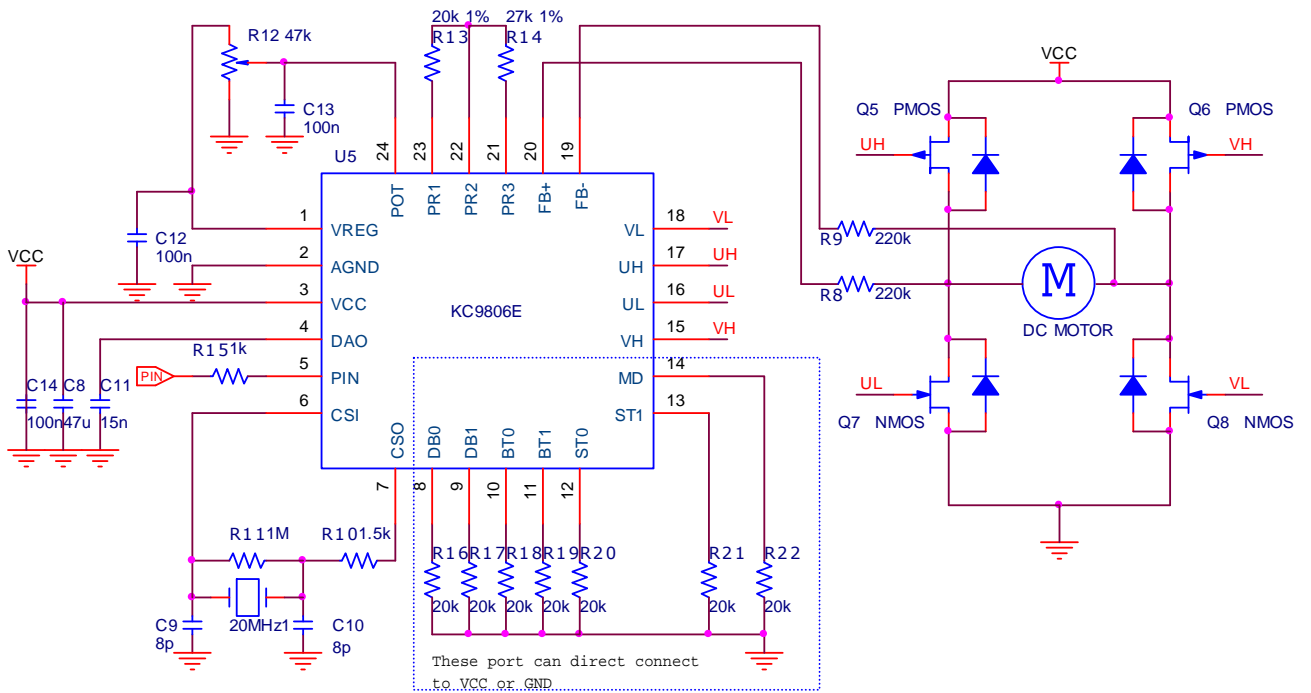 20k 1%
27k 1%
R12 47k
R13
R14
VCC
C13
100n
Q5 PMOS
Q6 PMOS
UH
VH
U5
24
23
22
21
20
19
POT
PR1
PR2
PR3
FB+
FB-
1
VREG
18
VL
VL
C12
100n
R9
220k
2
AGND
17
UH
UH
VCC
3
VCC
KC9806E
16
UL
UL
R8
220k
M
DC MOTOR
4
DAO
15
VH
VH
R15 1k
PIN
5
PIN
14
MD
C14
C8
C11
100n
47u
15n
6
CSI
13
ST1
UL
VL
Q7 NMOS
Q8 NMOS
CSO
DB0
DB1
BT0
BT1
ST0
7
8
9
10
11
12
R11 1M
R10 1.5k
R16
R17
R18
R19
R20
R21
R22
20k
20k
20k
20k
20k
20k
20k
C9
8p
20MHz1
C10
8p
These port can direct connect
to VCC or GND